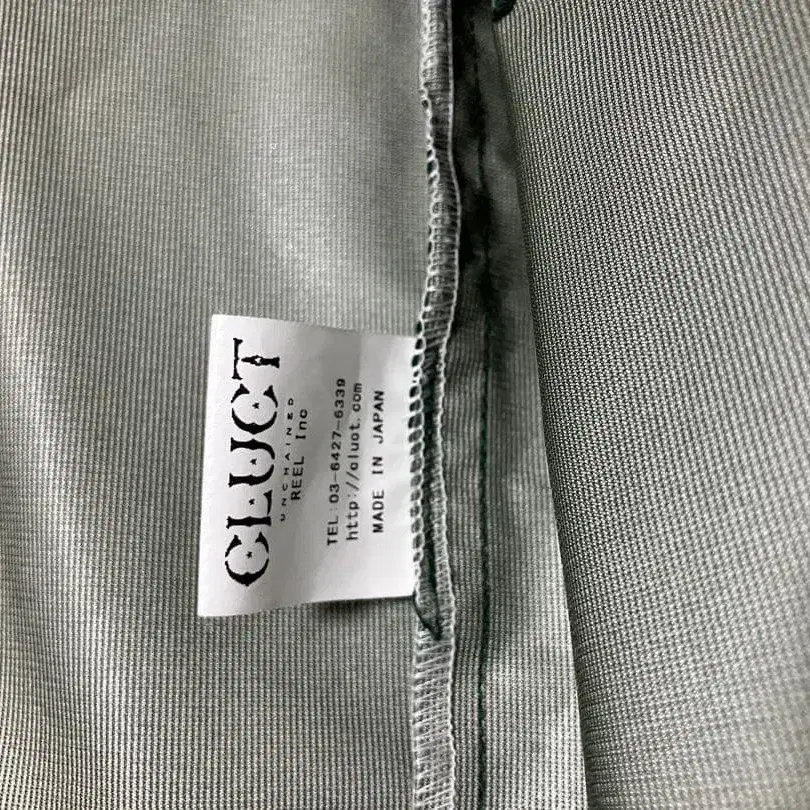 CLUCT
UNCHAINED
REEL Inc
TEL:03-6427-6339
http://cluct.com
MADE IN JAPAN